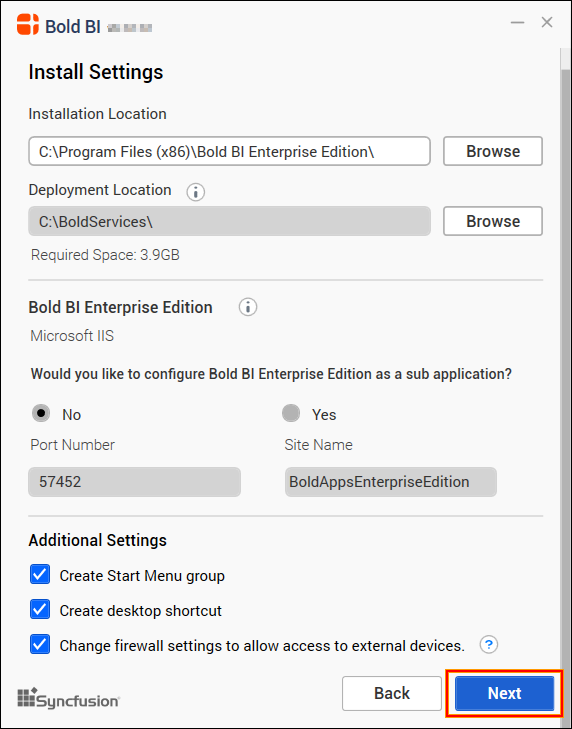 Bold BI
Install Settings
Installation Location
C:\Program Files (x86)\Bold BI Enterprise Edition\
Browse
Deployment Location
C:\BoldServices\
Browse
Required Space: 3.9GB
Bold BI Enterprise Edition
Microsoft IIS
Would you like to configure Bold BI Enterprise Edition as a sub application?
No
Yes
Port Number
Site Name
57452
BoldAppsEnterpriseEdition
Additional Settings
Create Start Menu group
Create desktop shortcut
Change firewall settings to allow access to external devices. ?
Syncfusion
Back
Next